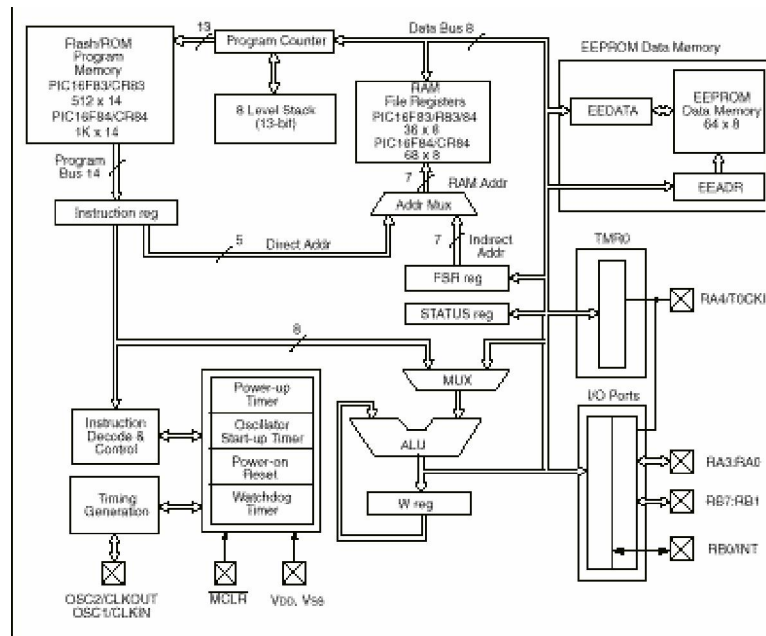 13
Program Counter
Data Bus 8
Flash/ROM
Program
Memory
PIC16F83/CR83
512 x 14
PIC16F84/CR84
1K x 14
8 Level Stack
(13-bit)
RAM
File Registers
PIC16F83/R83/84
36 x 8
PIC16F84/CR84
68 x 8
EEPROM Data Memory
EEDATA
EEPROM
Data Memory
64 x 8
EEADR
Program
Bus 14
7
RAM Addr
Addr Mux
Instruction reg
5
Direct Addr
7
Indirect
Addr
FSR reg
STATUS reg
TMR0
RA4/T0CKI
8
MUX
ALU
W reg
Power-up
Timer
Oscillator
Start-up Timer
Power-on
Reset
Watchdog
Timer
Instruction
Decode &
Control
Timing
Generation
I/O Ports
RA3:RA0
RB7:RB1
RB0/INT
OSC2/CLKOUT
OSC1/CLKIN
MCLR
VDD, VSS